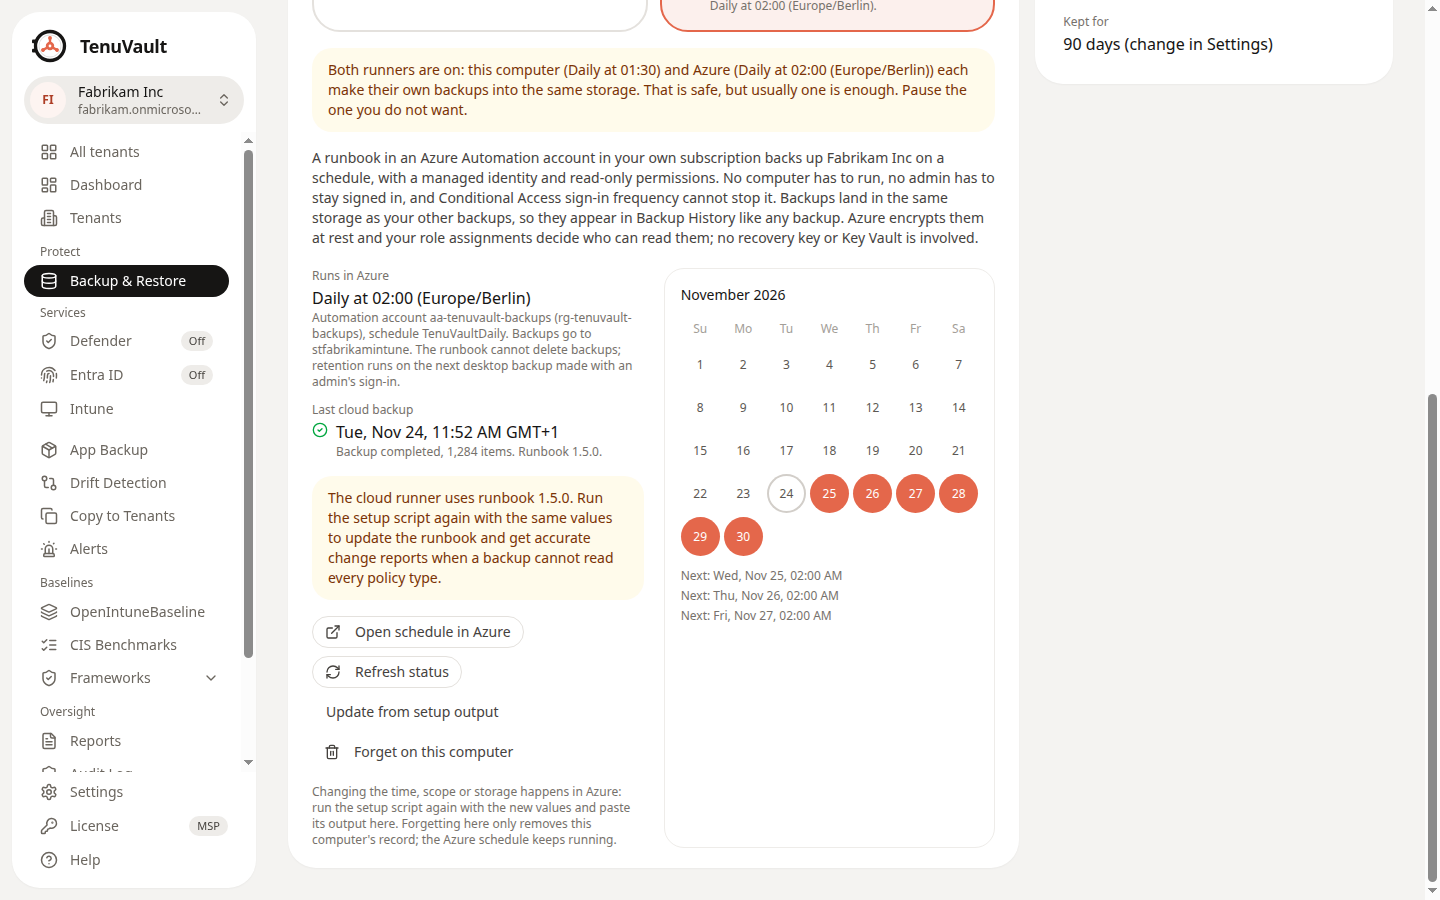 TenuVault
FI
Fabrikam Inc
fabrikam.onmicroso...
All tenants
Dashboard
Tenants
Protect
Backup & Restore
Services
Defender
Off
Entra ID
Off
Intune
App Backup
Drift Detection
Copy to Tenants
Alerts
Baselines
OpenIntuneBaseline
CIS Benchmarks
Frameworks
Oversight
Reports
Audit Log
Settings
License
MSP
Help
Daily at 02:00 (Europe/Berlin).
Both runners are on: this computer (Daily at 01:30) and Azure (Daily at 02:00 (Europe/Berlin)) each
make their own backups into the same storage. That is safe, but usually one is enough. Pause the
one you do not want.
A runbook in an Azure Automation account in your own subscription backs up Fabrikam Inc on a
schedule, with a managed identity and read-only permissions. No computer has to run, no admin has to
stay signed in, and Conditional Access sign-in frequency cannot stop it. Backups land in the same
storage as your other backups, so they appear in Backup History like any backup. Azure encrypts them
at rest and your role assignments decide who can read them; no recovery key or Key Vault is involved.
Runs in Azure
Daily at 02:00 (Europe/Berlin)
Automation account aa-tenuvault-backups (rg-tenuvault-
backups), schedule TenuVaultDaily. Backups go to
stfabrikamintune. The runbook cannot delete backups;
retention runs on the next desktop backup made with an
admin's sign-in.
Last cloud backup
Tue, Nov 24, 11:52 AM GMT+1
Backup completed, 1,284 items. Runbook 1.5.0.
The cloud runner uses runbook 1.5.0. Run
the setup script again with the same values
to update the runbook and get accurate
change reports when a backup cannot read
every policy type.
Open schedule in Azure
Refresh status
Update from setup output
Forget on this computer
Changing the time, scope or storage happens in Azure:
run the setup script again with the new values and paste
its output here. Forgetting here only removes this
computer's record; the Azure schedule keeps running.
November 2026
Su Mo Tu We Th Fr Sa
1 2 3 4 5 6 7
8 9 10 11 12 13 14
15 16 17 18 19 20 21
22 23 24 25 26 27 28
29 30
Next: Wed, Nov 25, 02:00 AM
Next: Thu, Nov 26, 02:00 AM
Next: Fri, Nov 27, 02:00 AM
Kept for
90 days (change in Settings)